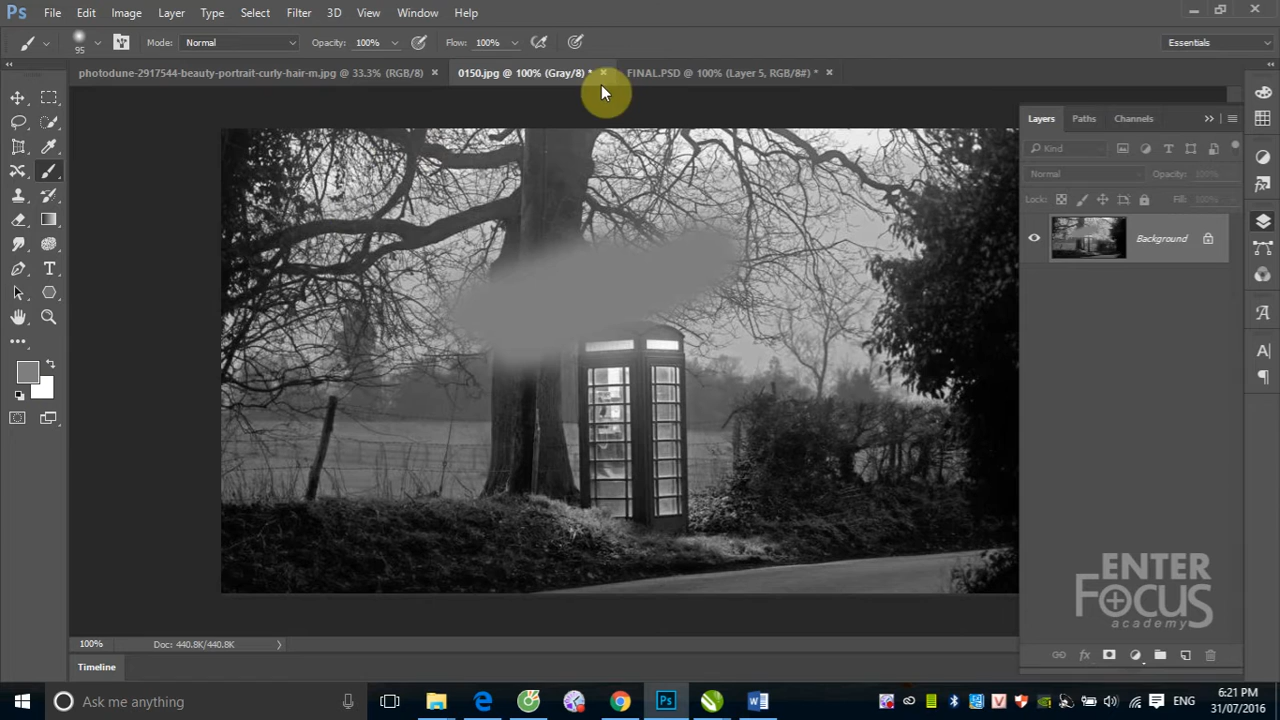 Ps File Edit Image Layer Type Select Filter 3D View Window Help
95 Mode: Normal Opacity: 100% Flow: 100% Essentials
photodune-2917544-beauty-portrait-curly-hair-m.jpg @ 33.3% (RGB/8) × 0150.jpg @ 100% (Gray/8) * × FINAL.PSD @ 100% (Layer 5, RGB/8#) * ×
Layers Paths Channels
Kind
Normal Opacity: 100%
Lock: Fill: 100%
Background
ENTER
FOCUS
academy
100% Doc: 440.8K/440.8K
Timeline
Ask me anything
ENG
6:21 PM
31/07/2016